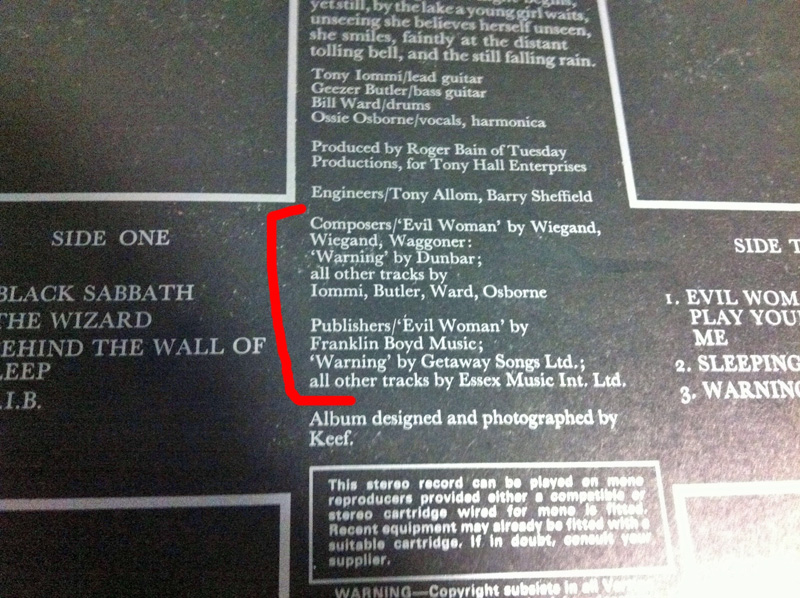 yet still, by the lake a young girl waits,
unseeing she believes herself unseen,
she smiles, faintly at the distant
tolling bell, and the still falling rain.
Tony Iommi/lead guitar
Geezer Butler/bass guitar
Bill Ward/drums
Ossie Osborne/vocals, harmonica
Produced by Roger Bain of Tuesday
Productions, for Tony Hall Enterprises
Engineers/Tony Allom, Barry Sheffield
Composers/'Evil Woman' by Wiegand,
Wiegand, Waggoner:
'Warning' by Dunbar;
all other tracks by
Iommi, Butler, Ward, Osborne
Publishers/'Evil Woman' by
Franklin Boyd Music;
'Warning' by Getaway Songs Ltd.;
all other tracks by Essex Music Int. Ltd.
Album designed and photographed by
Keef.
SIDE ONE
BLACK SABBATH
THE WIZARD
BEHIND THE WALL OF
LEEP
.I.B.
SIDE T
1. EVIL WOM
PLAY YOU
ME
2. SLEEPING
3. WARNING
This stereo record can be played on mono
reproducers provided either a compatible or
stereo cartridge wired for mono is fitted.
Recent equipment may already be fitted with a
suitable cartridge. If in doubt, consult your
supplier.
WARNING—Copyright subsists in all